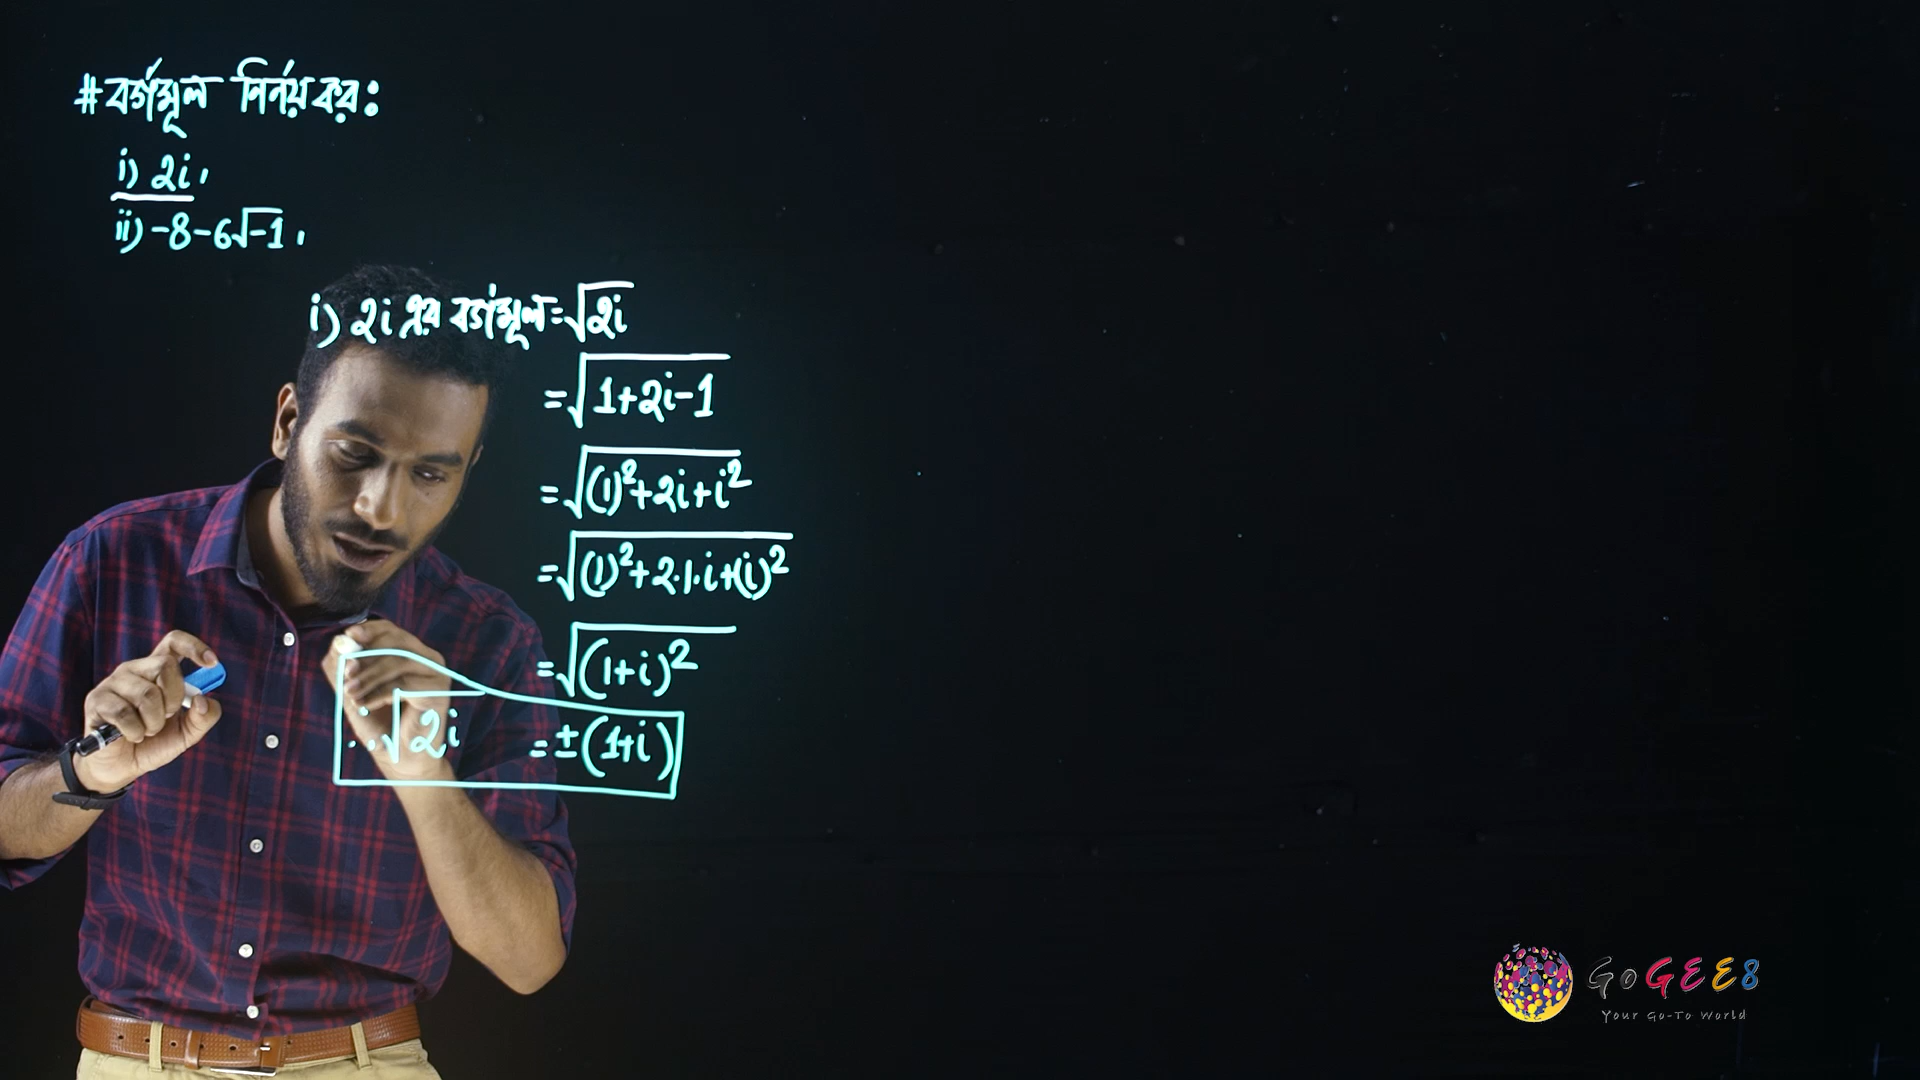 #বর্গমূল নির্নয় কর:
i) 2i,
ii) -8-6√-1,
i) 2i এর বর্গমূল=√2i
=√1+2i-1
=√(1)²+2i+i²
=√(1)²+2·1·i+(i)²
=√(1+i)²
∴√2i =±(1+i)
GoGEE8
Your Go-To World